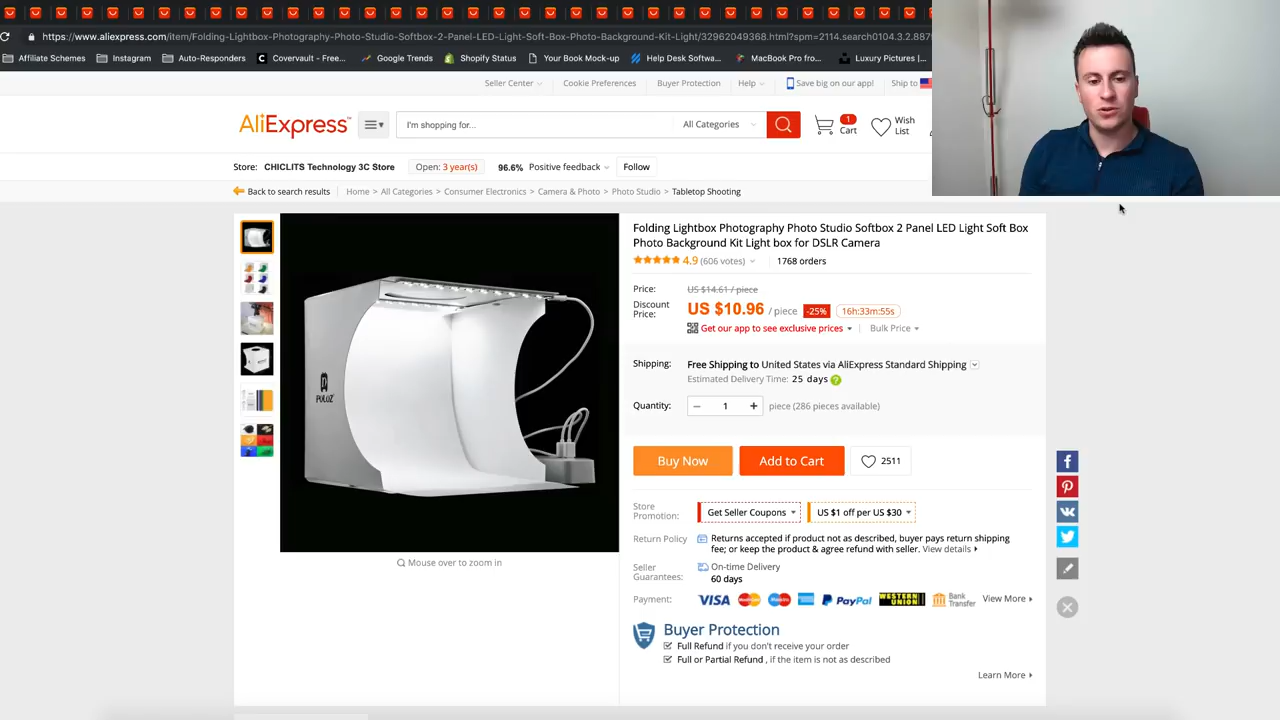 https://www.aliexpress.com/item/Folding-Lightbox-Photography-Photo-Studio-Softbox-2-Panel-LED-Light-Soft-Box-Photo-Background-Kit-Light/32962049368.html?spm=2114.search0104.3.2.887
Affiliate Schemes Instagram Auto-Responders Covervault - Free... Google Trends Shopify Status Your Book Mock-up Help Desk Softwa... MacBook Pro fro... Luxury Pictures |...
Seller Center Cookie Preferences Buyer Protection Help Save big on our app! Ship to
AliExpress I'm shopping for... All Categories 1 Cart Wish List
Store: CHICLITS Technology 3C Store Open: 3 year(s) 96.6% Positive feedback Follow
Back to search results Home > All Categories > Consumer Electronics > Camera & Photo > Photo Studio > Tabletop Shooting
Folding Lightbox Photography Photo Studio Softbox 2 Panel LED Light Soft Box
Photo Background Kit Light box for DSLR Camera
4.9 (606 votes) 1768 orders
Price: US $14.61 / piece
Discount Price: US $10.96 / piece -25% 16h:33m:55s
Get our app to see exclusive prices Bulk Price
Shipping: Free Shipping to United States via AliExpress Standard Shipping
Estimated Delivery Time: 25 days
Quantity: 1 piece (286 pieces available)
Buy Now Add to Cart 2511
Store Promotion: Get Seller Coupons US $1 off per US $30
Return Policy Returns accepted if product not as described, buyer pays return shipping
fee; or keep the product & agree refund with seller. View details
Seller Guarantees: On-time Delivery
60 days
Payment: VISA MasterCard Maestro PayPal WESTERN UNION Bank Transfer View More
Buyer Protection
Full Refund if you don't receive your order
Full or Partial Refund , if the item is not as described
Learn More
PULUZ
Mouse over to zoom in